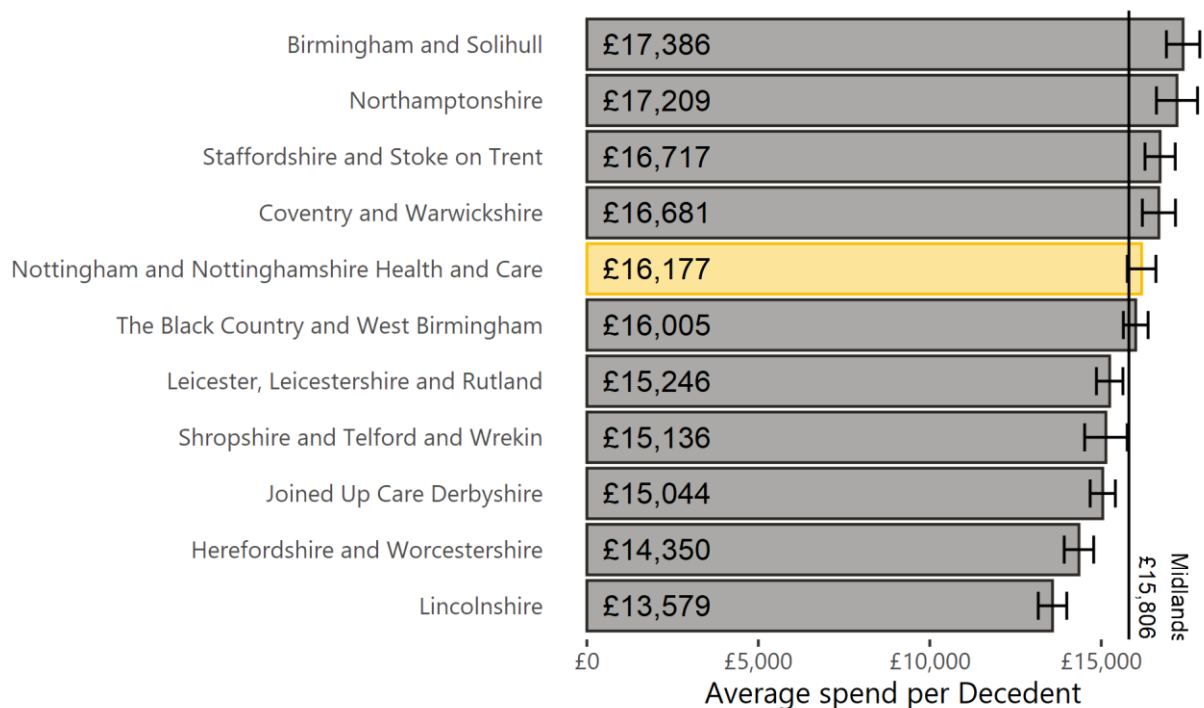 Birmingham and Solihull £17,386
Northamptonshire £17,209
Staffordshire and Stoke on Trent £16,717
Coventry and Warwickshire £16,681
Nottingham and Nottinghamshire Health and Care £16,177
The Black Country and West Birmingham £16,005
Leicester, Leicestershire and Rutland £15,246
Shropshire and Telford and Wrekin £15,136
Joined Up Care Derbyshire £15,044
Herefordshire and Worcestershire £14,350
Lincolnshire £13,579
Midlands
£15,806
£0 £5,000 £10,000 £15,000
Average spend per Decedent